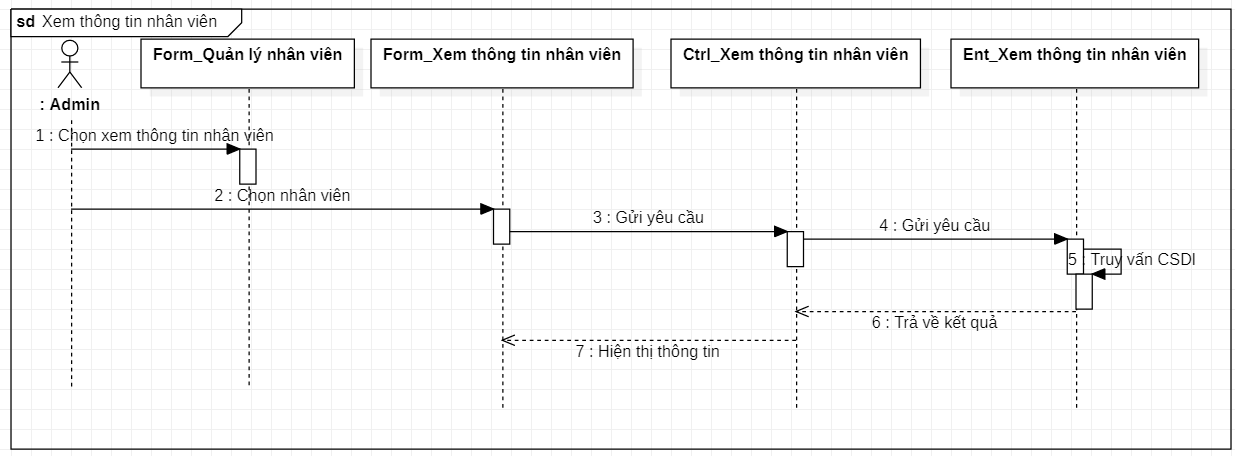 sd Xem thông tin nhân viên
Form_Quản lý nhân viên
Form_Xem thông tin nhân viên
Ctrl_Xem thông tin nhân viên
Ent_Xem thông tin nhân viên
: Admin
1 : Chọn xem thông tin nhân viện
2 : Chọn nhân viên
3 : Gửi yêu cầu
4 : Gửi yêu cầu
5 : Truy vấn CSDl
6 : Trả về kết quả
7 : Hiện thị thông tin